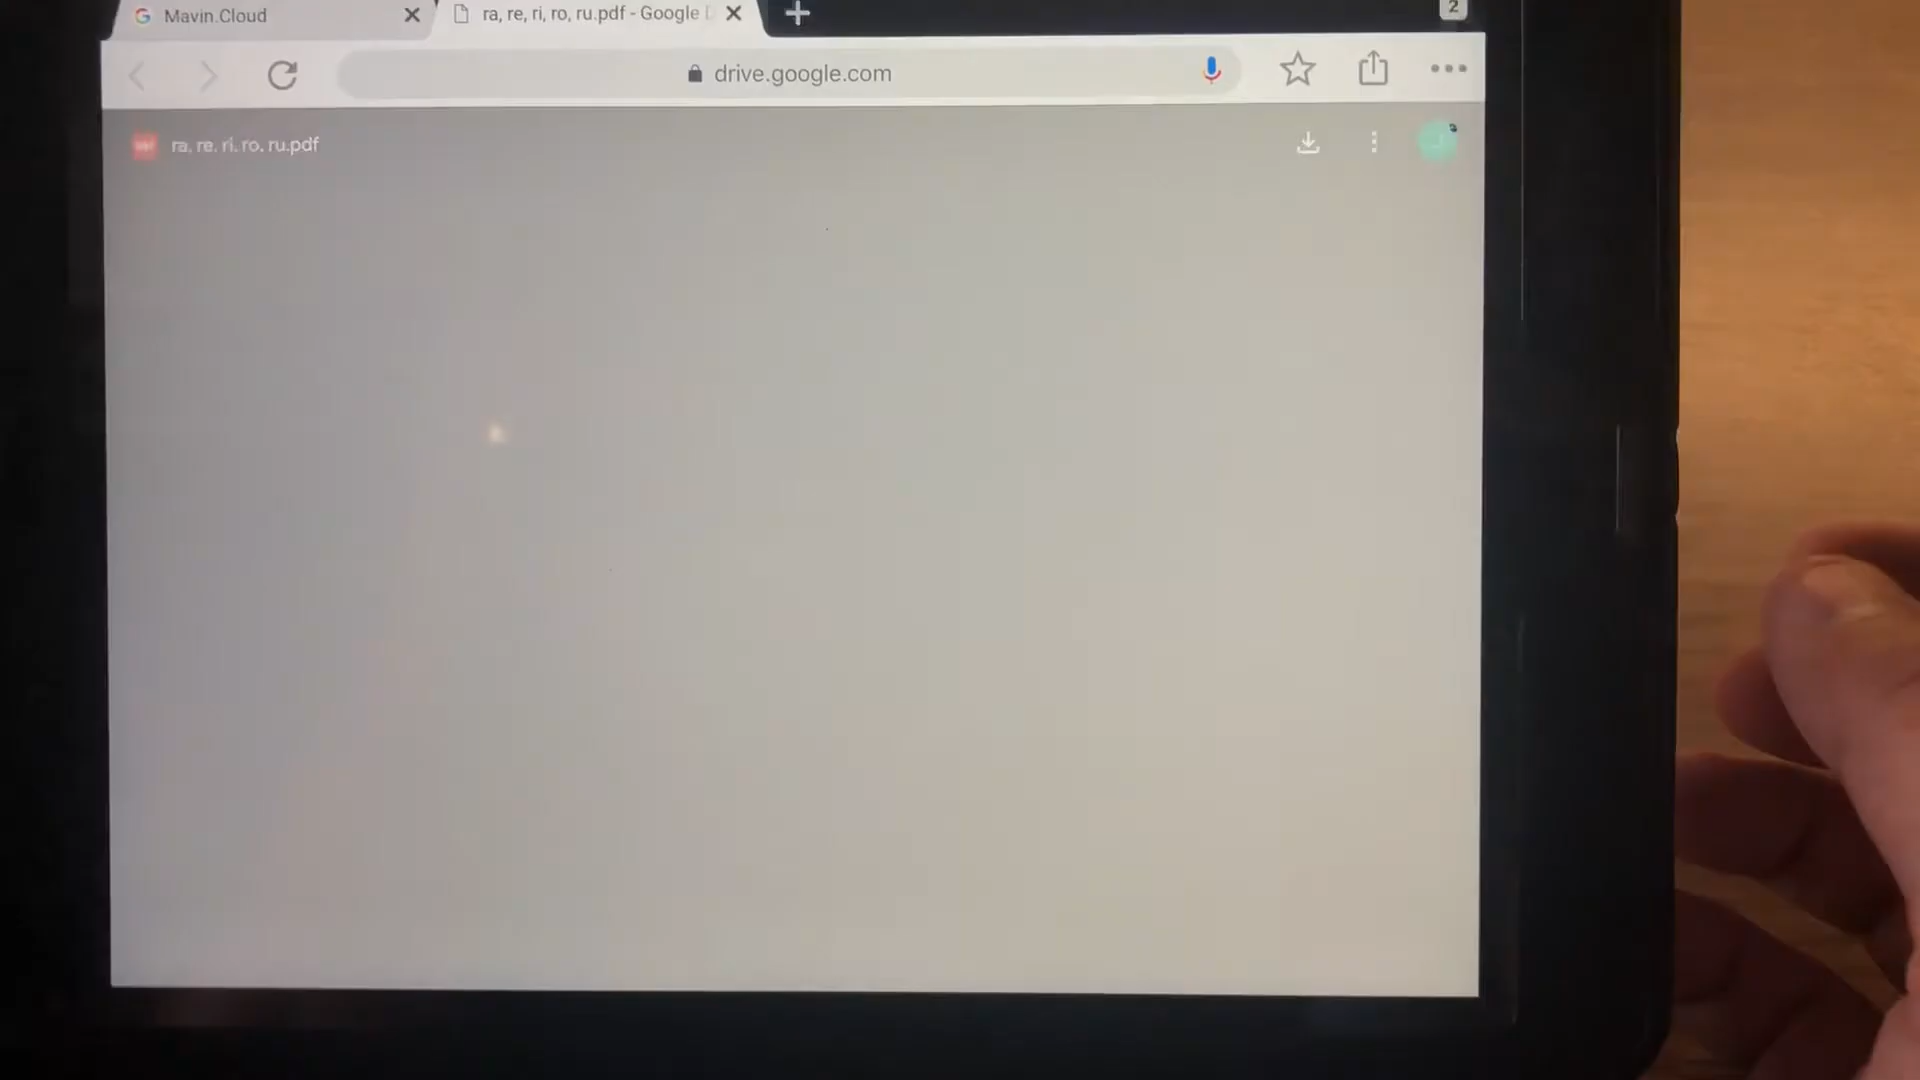 Mavin.Cloud
ra, re, ri, ro, ru.pdf - Google
2
drive.google.com
ra, re, ri, ro, ru.pdf